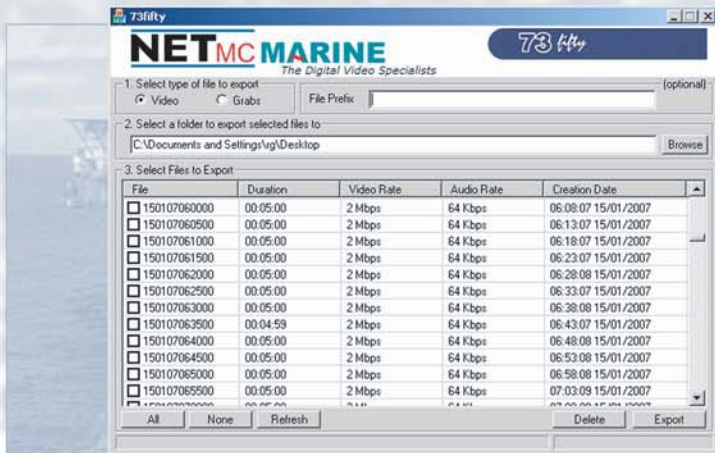 73fifty
NETMC MARINE
73 fifty
The Digital Video Specialists
1. Select type of file to export
Video
Grabs
File Prefix
(optional)
2. Select a folder to export selected files to
C:\Documents and Settings\rg\Desktop
Browse
3. Select Files to Export
File Duration Video Rate Audio Rate Creation Date
150107060000 00:05:00 2 Mbps 64 Kbps 06:08:07 15/01/2007
150107060500 00:05:00 2 Mbps 64 Kbps 06:13:07 15/01/2007
150107061000 00:05:00 2 Mbps 64 Kbps 06:18:07 15/01/2007
150107061500 00:05:00 2 Mbps 64 Kbps 06:23:07 15/01/2007
150107062000 00:05:00 2 Mbps 64 Kbps 06:28:08 15/01/2007
150107062500 00:05:00 2 Mbps 64 Kbps 06:33:07 15/01/2007
150107063000 00:05:00 2 Mbps 64 Kbps 06:38:08 15/01/2007
150107063500 00:04:59 2 Mbps 64 Kbps 06:43:07 15/01/2007
150107064000 00:05:00 2 Mbps 64 Kbps 06:48:08 15/01/2007
150107064500 00:05:00 2 Mbps 64 Kbps 06:53:08 15/01/2007
150107065000 00:05:00 2 Mbps 64 Kbps 06:58:08 15/01/2007
150107065500 00:05:00 2 Mbps 64 Kbps 07:03:09 15/01/2007
All None Refresh Delete Export